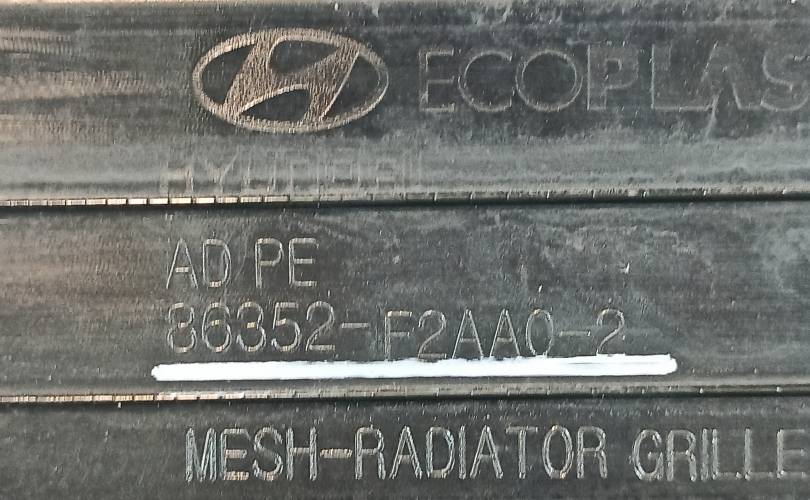 ECOPLAS
HYUNDAI
AD PE
86352-F2AA0-2
MESH-RADIATOR GRILLE